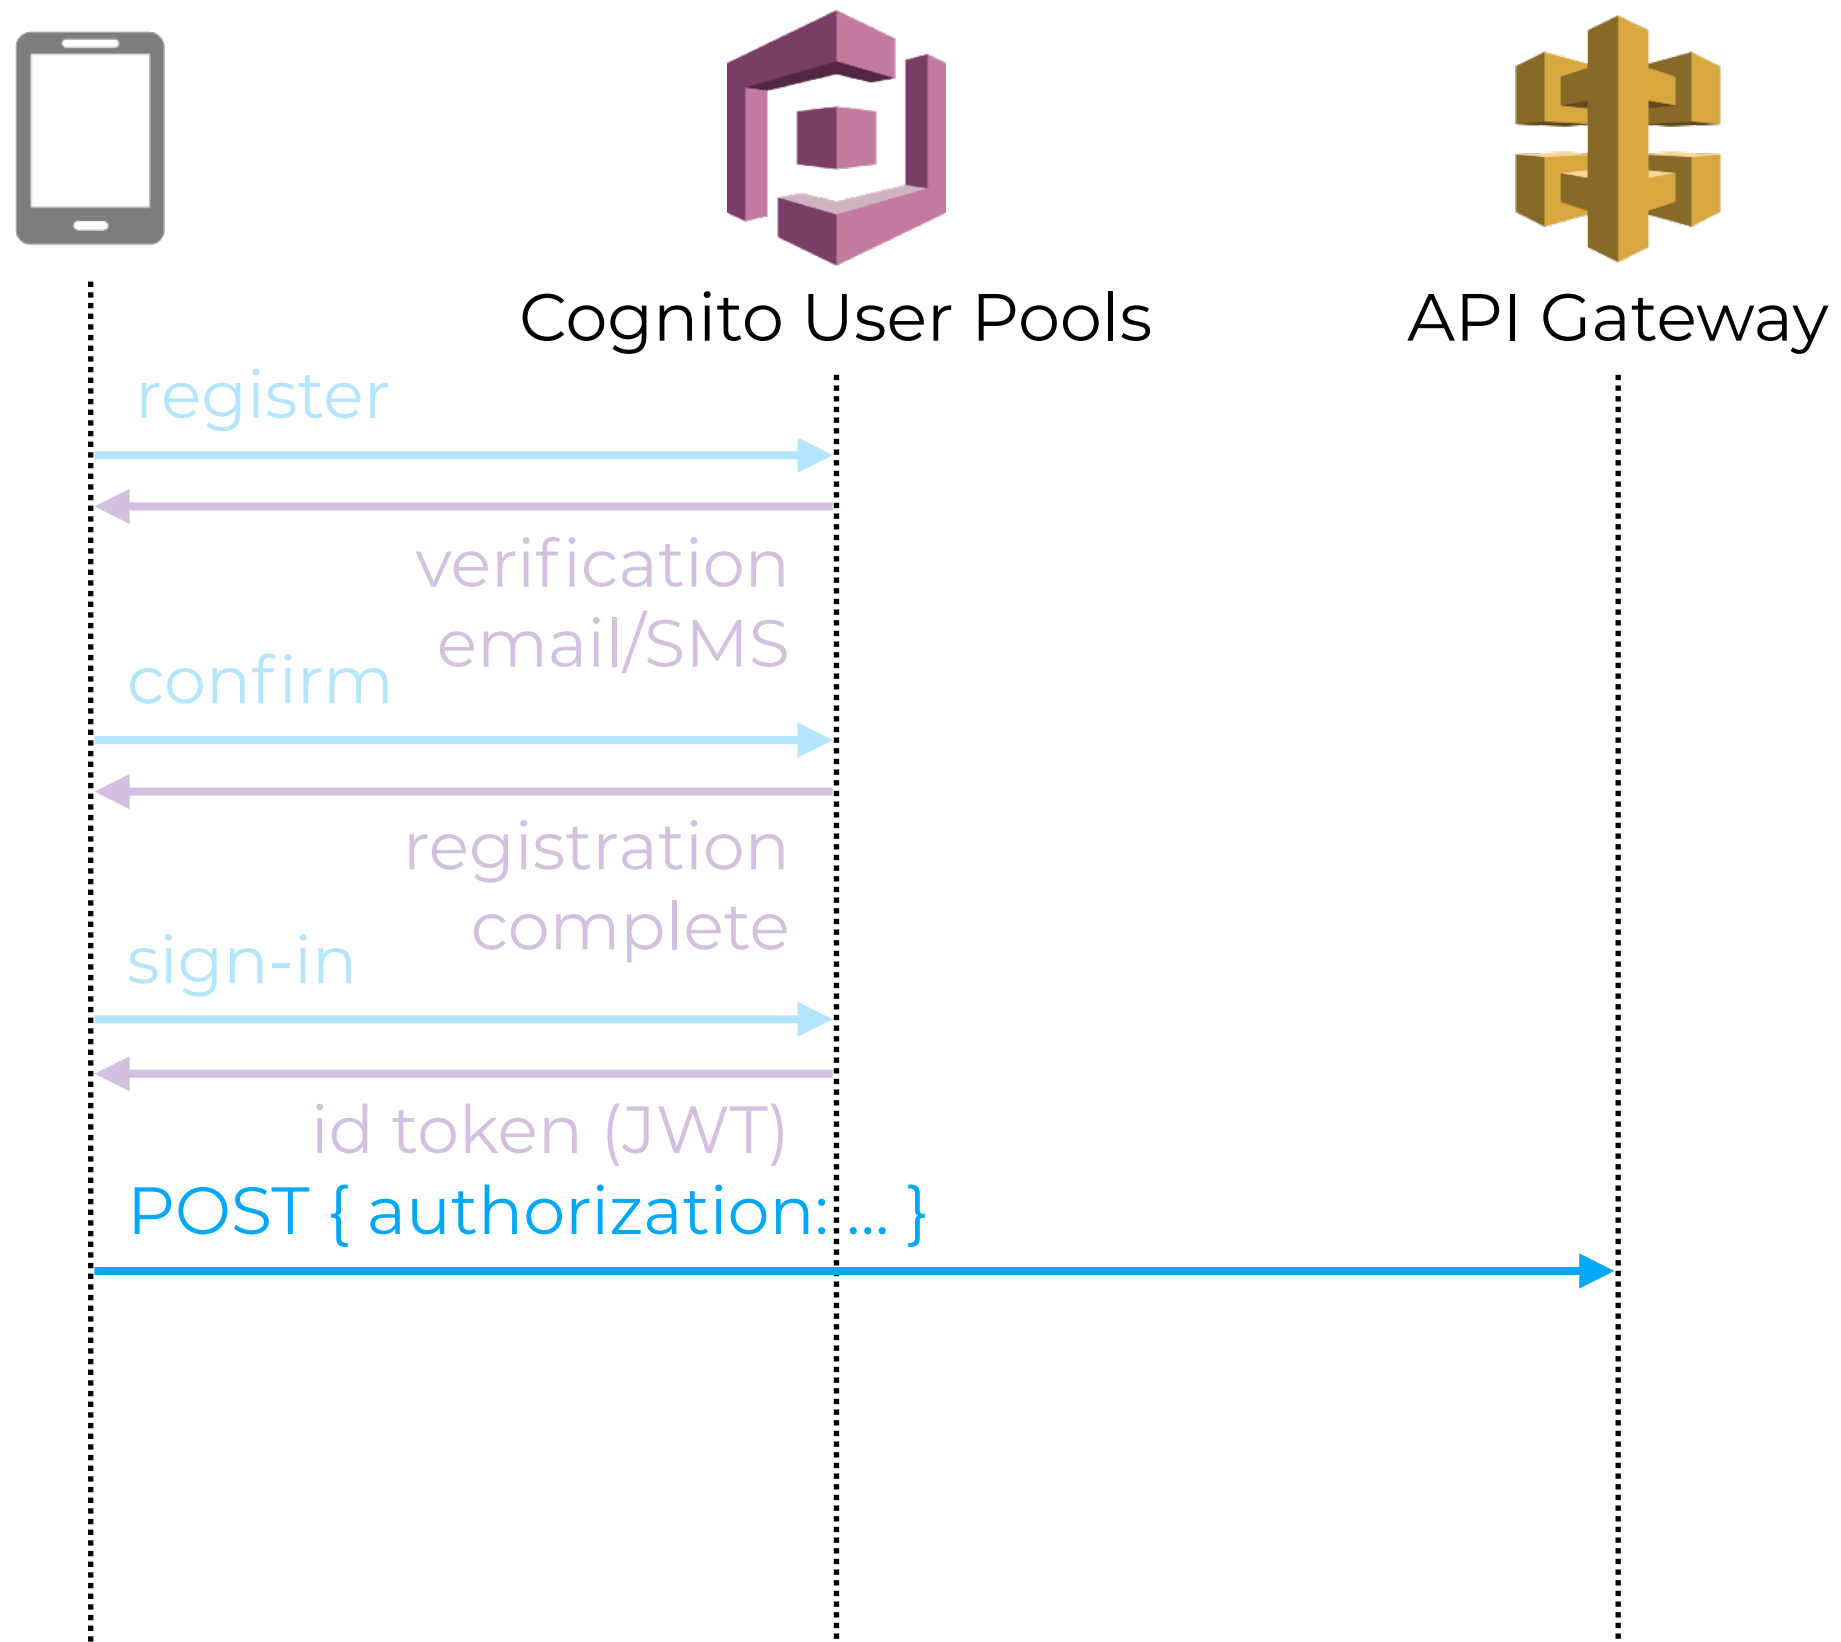 Cognito User Pools
API Gateway
register
verification
email/SMS
confirm
registration
complete
sign-in
id token (JWT)
POST { authorization: ... }